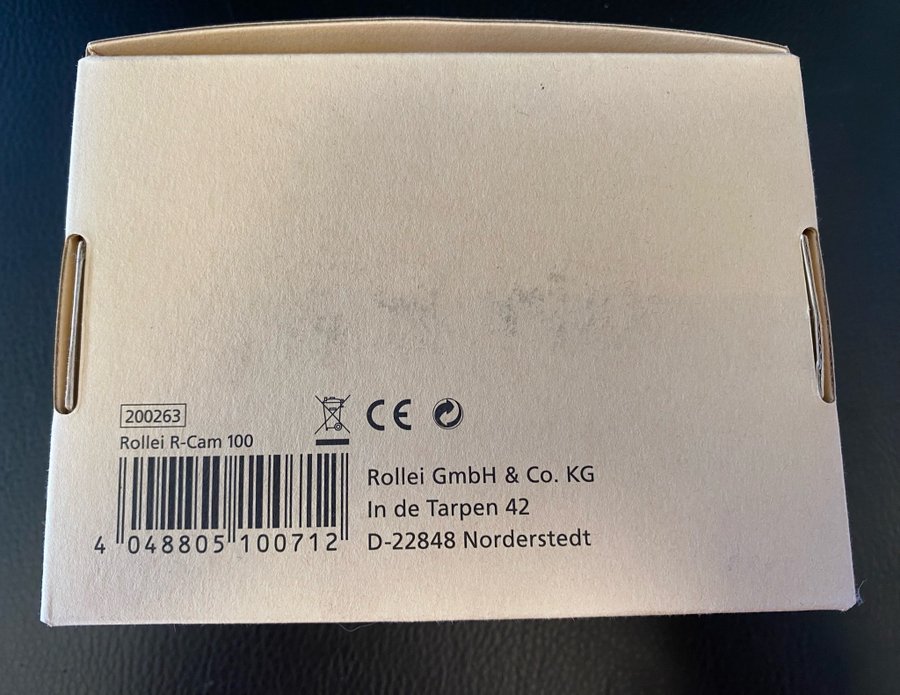 200263
Rollei R-Cam 100
CE
4 048805 100712
Rollei GmbH & Co. KG
In de Tarpen 42
D-22848 Norderstedt